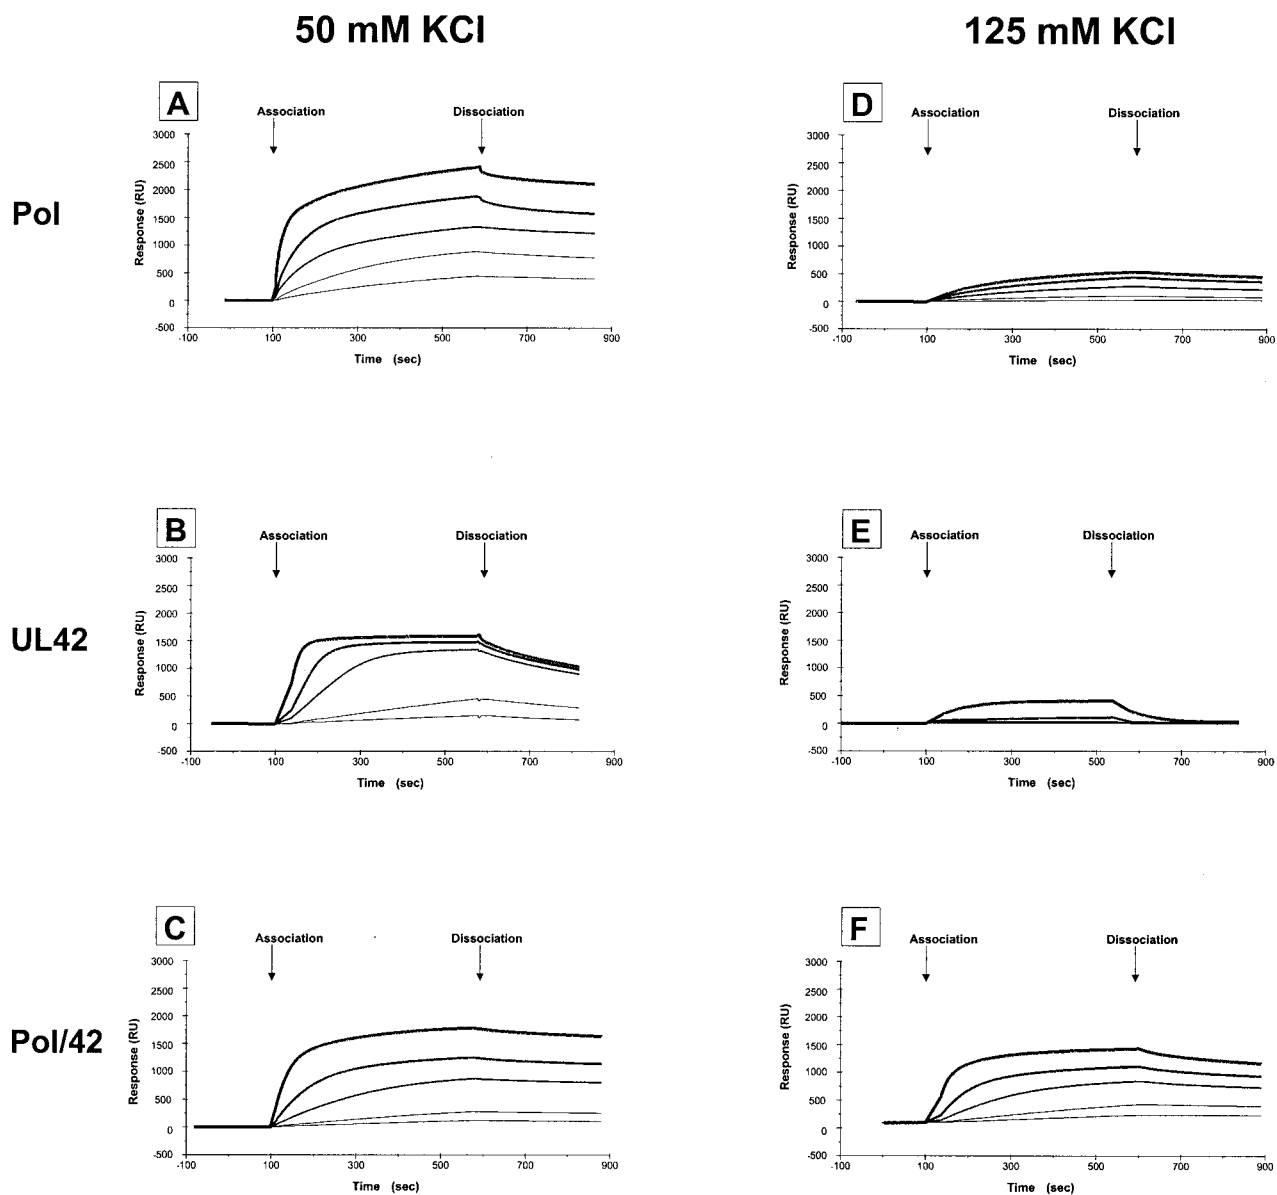 50 mM KCl
125 mM KCl
Pol
A
Association
Dissociation
3000
2500
2000
1500
1000
500
0
-500
Response (RU)
-100
100
300
500
700
900
Time (sec)
D
Association
Dissociation
3000
2500
2000
1500
1000
500
0
-500
Response (RU)
-100
100
300
500
700
900
Time (sec)
UL42
B
Association
Dissociation
3000
2500
2000
1500
1000
500
0
-500
Response (RU)
-100
100
300
500
700
900
Time (sec)
E
Association
Dissociation
3000
2500
2000
1500
1000
500
0
-500
Response (RU)
-100
100
300
500
700
900
Time (sec)
Pol/42
C
Association
Dissociation
3000
2500
2000
1500
1000
500
0
-500
Response (RU)
-100
100
300
500
700
900
Time (sec)
F
Association
Dissociation
3000
2500
2000
1500
1000
500
0
-500
Response (RU)
-100
100
300
500
700
900
Time (sec)